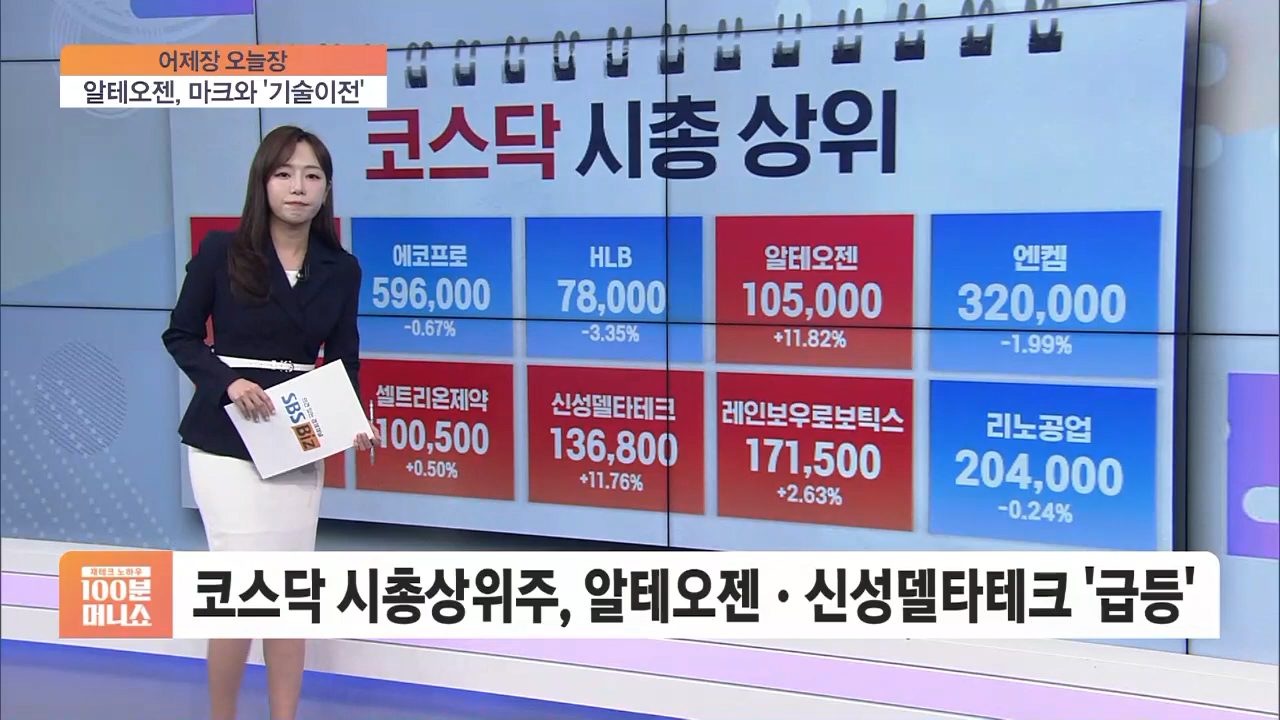 어제장 오늘장
알테오젠, 마크와 '기술이전'
코스닥 시총 상위
에코프로
596,000
-0.67%
HLB
78,000
-3.35%
알테오젠
105,000
+11.82%
엔켐
320,000
-1.99%
셀트리온제약
100,500
+0.50%
신성델타테크
136,800
+11.76%
레인보우로보틱스
171,500
+2.63%
리노공업
204,000
-0.24%
SBS Biz
재테크 노하우
100분
머니쇼
코스닥 시총상위주, 알테오젠·신성델타테크 '급등'